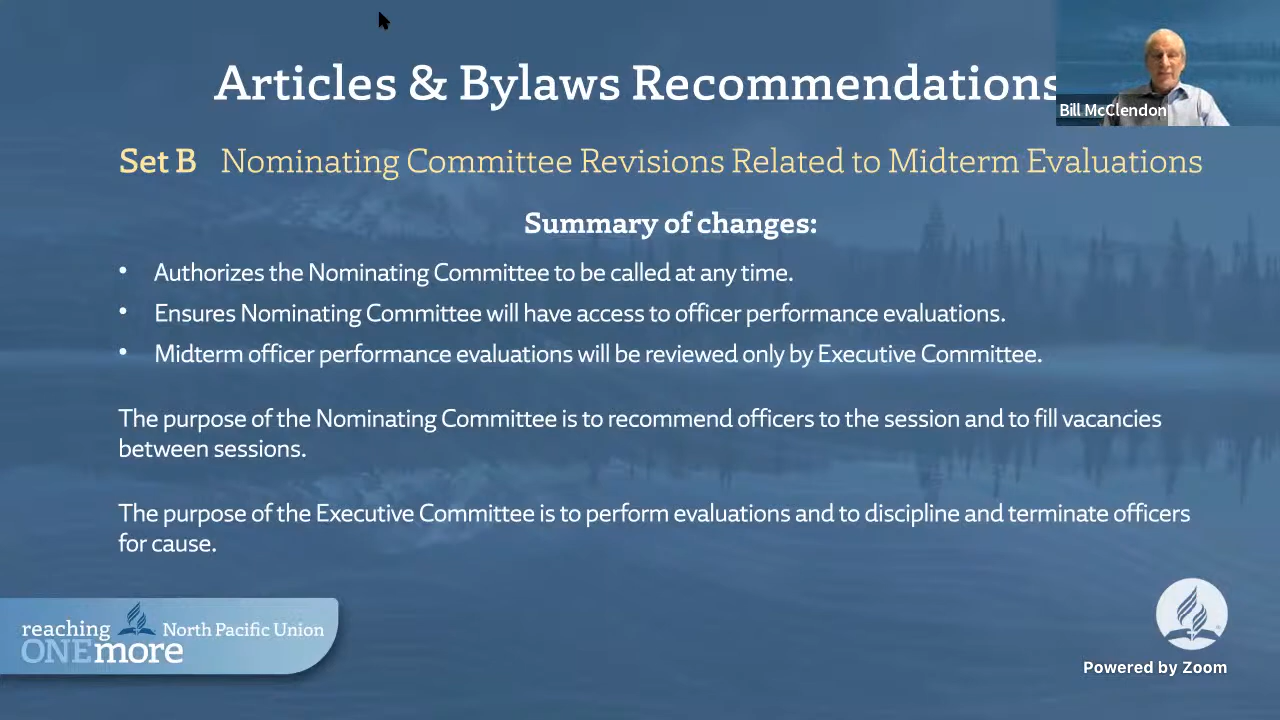 Articles & Bylaws Recommendations
Bill McClendon
Set B Nominating Committee Revisions Related to Midterm Evaluations
Summary of changes:
• Authorizes the Nominating Committee to be called at any time.
• Ensures Nominating Committee will have access to officer performance evaluations.
• Midterm officer performance evaluations will be reviewed only by Executive Committee.
The purpose of the Nominating Committee is to recommend officers to the session and to fill vacancies
between sessions.
The purpose of the Executive Committee is to perform evaluations and to discipline and terminate officers
for cause.
reaching North Pacific Union
ONEmore
Powered by Zoom